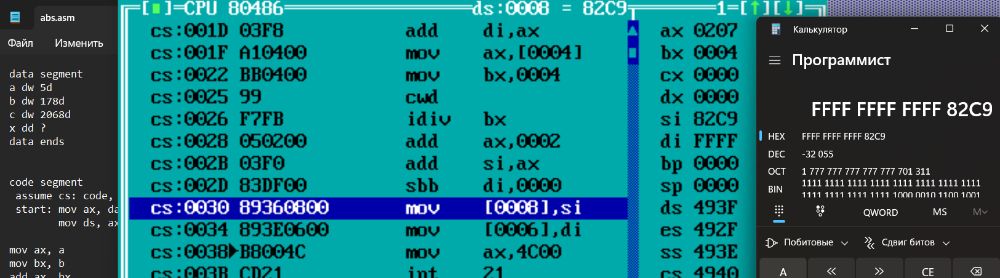 abs.asm
Файл Изменить
data segment
a dw 5d
b dw 178d
c dw 2068d
x dd ?
data ends
code segment
assume cs: code,
start: mov ax, da
mov ds, ax
mov ax, a
mov bx, b
add ax, bx
[■]=CPU 80486 ds:0008 = 82C9 1=[↑][↓]
cs:001D 03F8 add di,ax
cs:001F A10400 mov ax,[0004]
cs:0022 BB0400 mov bx,0004
cs:0025 99 cwd
cs:0026 F7FB idiv bx
cs:0028 050200 add ax,0002
cs:002B 03F0 add si,ax
cs:002D 83DF00 sbb di,0000
cs:0030 89360800 mov [0008],si
cs:0034 893E0600 mov [0006],di
cs:0038►B8004C mov ax,4C00
cs:003B CD21 int 21
ax 0207
bx 0004
cx 0000
dx 0000
si 82C9
di FFFF
bp 0000
sp 0000
ds 493F
es 492F
ss 493E
cs 4940
Калькулятор
Программист
FFFF FFFF FFFF 82C9
HEX FFFF FFFF FFFF 82C9
DEC -32 055
OCT 1 777 777 777 777 777 701 311
BIN 1111 1111 1111 1111 1111 1111 1111 1111
1111 1111 1111 1111 1000 0010 1100 1001
QWORD MS M
Побитовые Сдвиг битов
A << >> CE